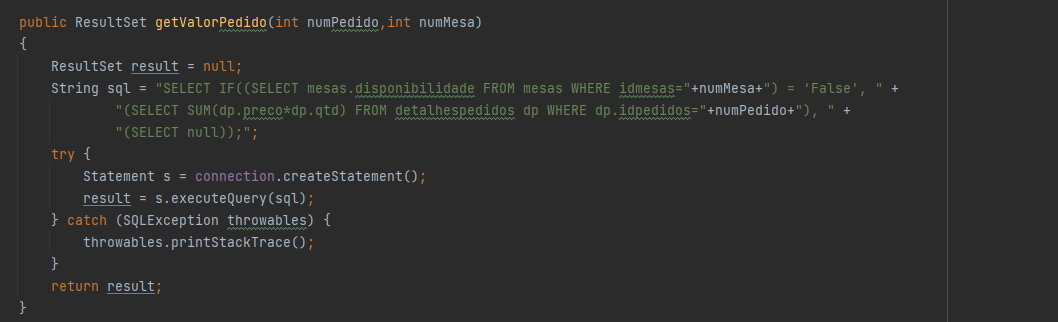 public ResultSet getValorPedido(int numPedido,int numMesa)
{
    ResultSet result = null;
    String sql = "SELECT IF((SELECT mesas.disponibilidade FROM mesas WHERE idmesas="+numMesa+") = 'False', " +
            "(SELECT SUM(dp.preco*dp.qtd) FROM detalhespedidos dp WHERE dp.idpedidos="+numPedido+"), " +
            "(SELECT null));";
    try {
        Statement s = connection.createStatement();
        result = s.executeQuery(sql);
    } catch (SQLException throwables) {
        throwables.printStackTrace();
    }
    return result;
}